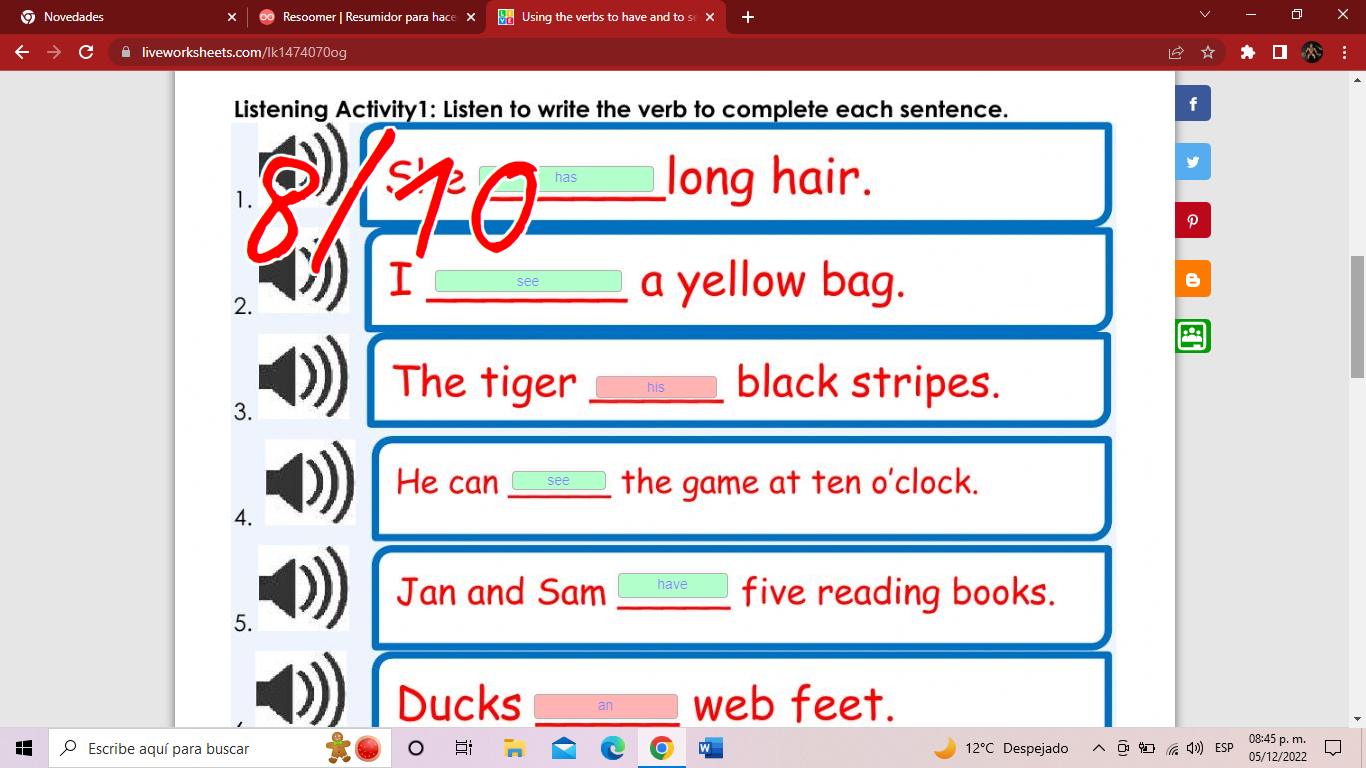 Novedades
Resoomer | Resumidor para hace
LIVE
Using the verbs to have and to se
liveworksheets.com/lk1474070og
Listening Activity1: Listen to write the verb to complete each sentence.
8/10
1.
She has long hair.
2.
I see a yellow bag.
3.
The tiger his black stripes.
4.
He can see the game at ten o'clock.
5.
Jan and Sam have five reading books.
Ducks an web feet.
Escribe aquí para buscar
12°C Despejado
ESP
08:45 p. m.
05/12/2022